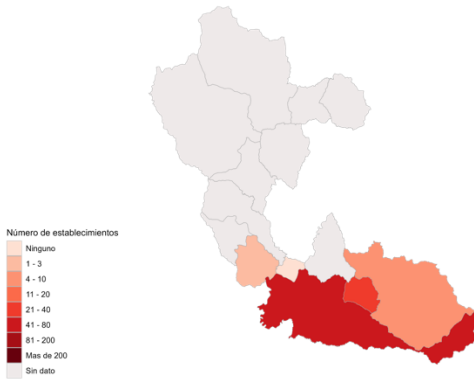 Número de establecimientos
Ninguno
1 - 3
4 - 10
11 - 20
21 - 40
41 - 80
81 - 200
Mas de 200
Sin dato